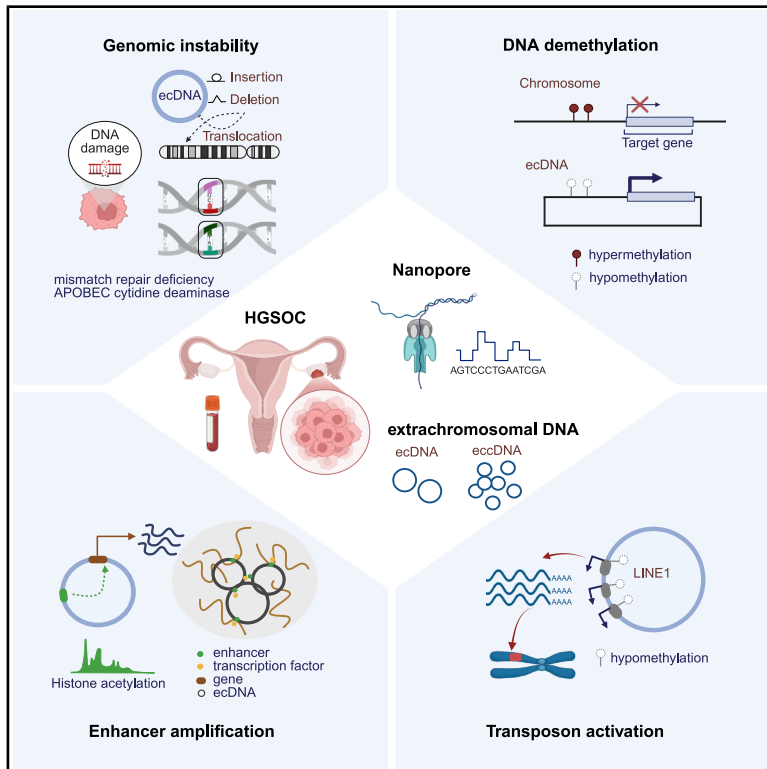 Genomic instability
ecDNA
Insertion
Deletion
Translocation
DNA
damage
mismatch repair deficiency
APOBEC cytidine deaminase
DNA demethylation
Chromosome
Target gene
ecDNA
hypermethylation
hypomethylation
HGSOC
Nanopore
AGTCCCTGAATCGA
extrachromosomal DNA
ecDNA
eccDNA
Histone acetylation
enhancer
transcription factor
gene
ecDNA
Enhancer amplification
LINE1
AAAA
AAAA
AAAA
hypomethylation
Transposon activation